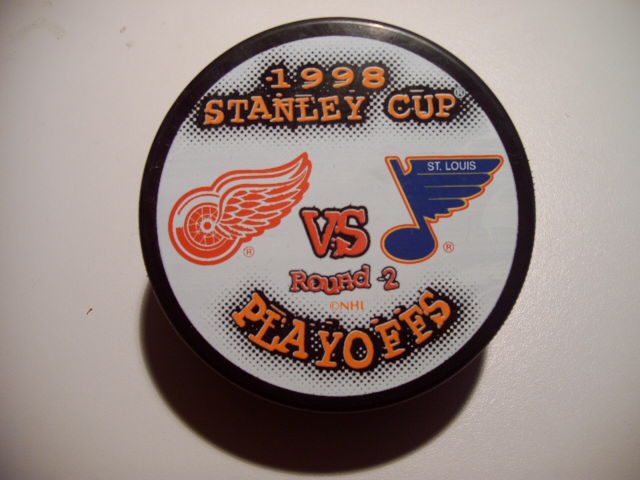 1998
STANLEY CUP®
ST. LOUIS
®
VS
®
ROUND 2
©NHL
PLAYOFFS